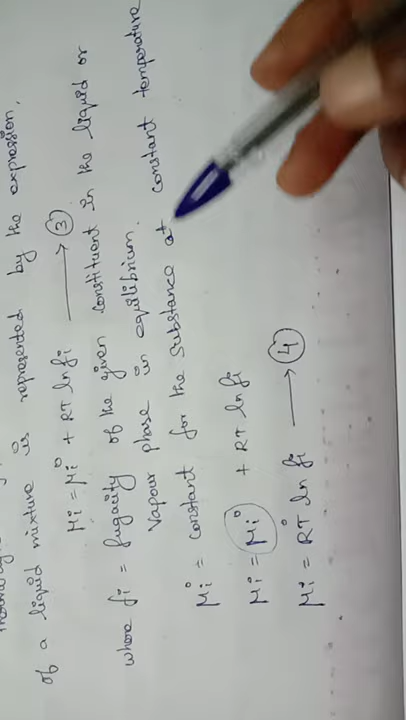 of a liquid mixture is represented by the expression,
μi = μi° + RT ln fi → ③
where fi = fugacity of the given constituent in the liquid or
Vapour phase in equilibrium.
μi° = constant for the substance at constant temperature
μi = μi° + RT ln fi
μi = RT ln fi → ④